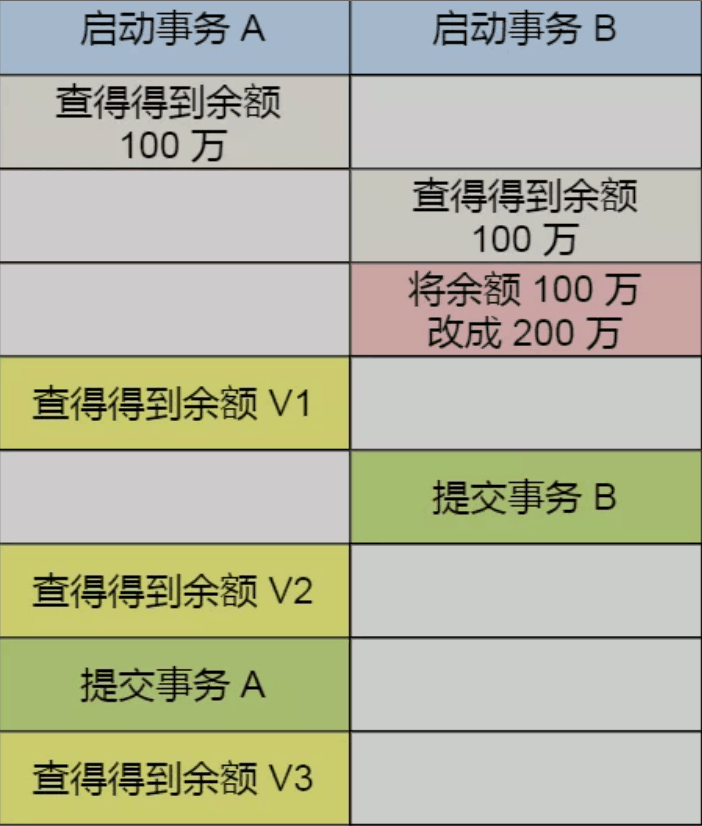 启动事务 A
启动事务 B
查得得到余额
100 万
查得得到余额
100 万
将余额 100 万
改成 200 万
查得得到余额 V1
提交事务 B
查得得到余额 V2
提交事务 A
查得得到余额 V3